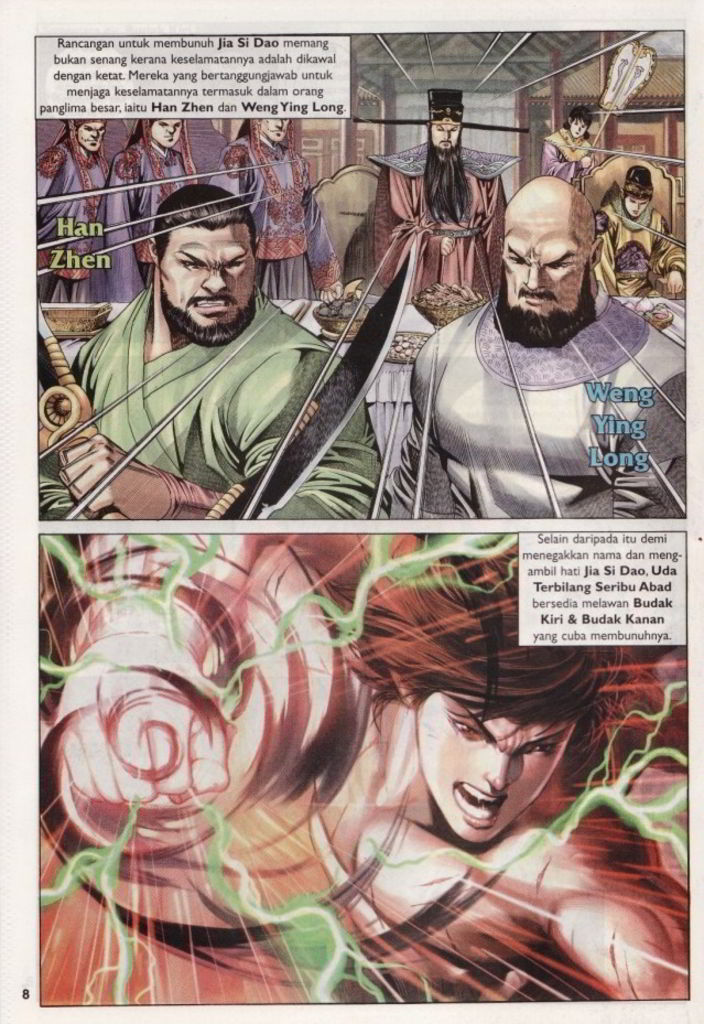 Rancangan untuk membunuh Jia Si Dao memang
bukan senang kerana keselamatannya adalah dikawal
dengan ketat. Mereka yang bertanggungjawab untuk
menjaga keselamatannya termasuk dalam orang
panglima besar, iaitu Han Zhen dan Weng Ying Long.
Han
Zhen
Weng
Ying
Long
Selain daripada itu demi
menegakkan nama dan meng-
ambil hati Jia Si Dao, Uda
Terbilang Seribu Abad
bersedia melawan Budak
Kiri & Budak Kanan
yang cuba membunuhnya.
8